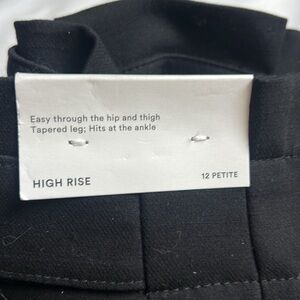 Easy through the hip and thigh
Tapered leg; Hits at the ankle
HIGH RISE
12 PETITE